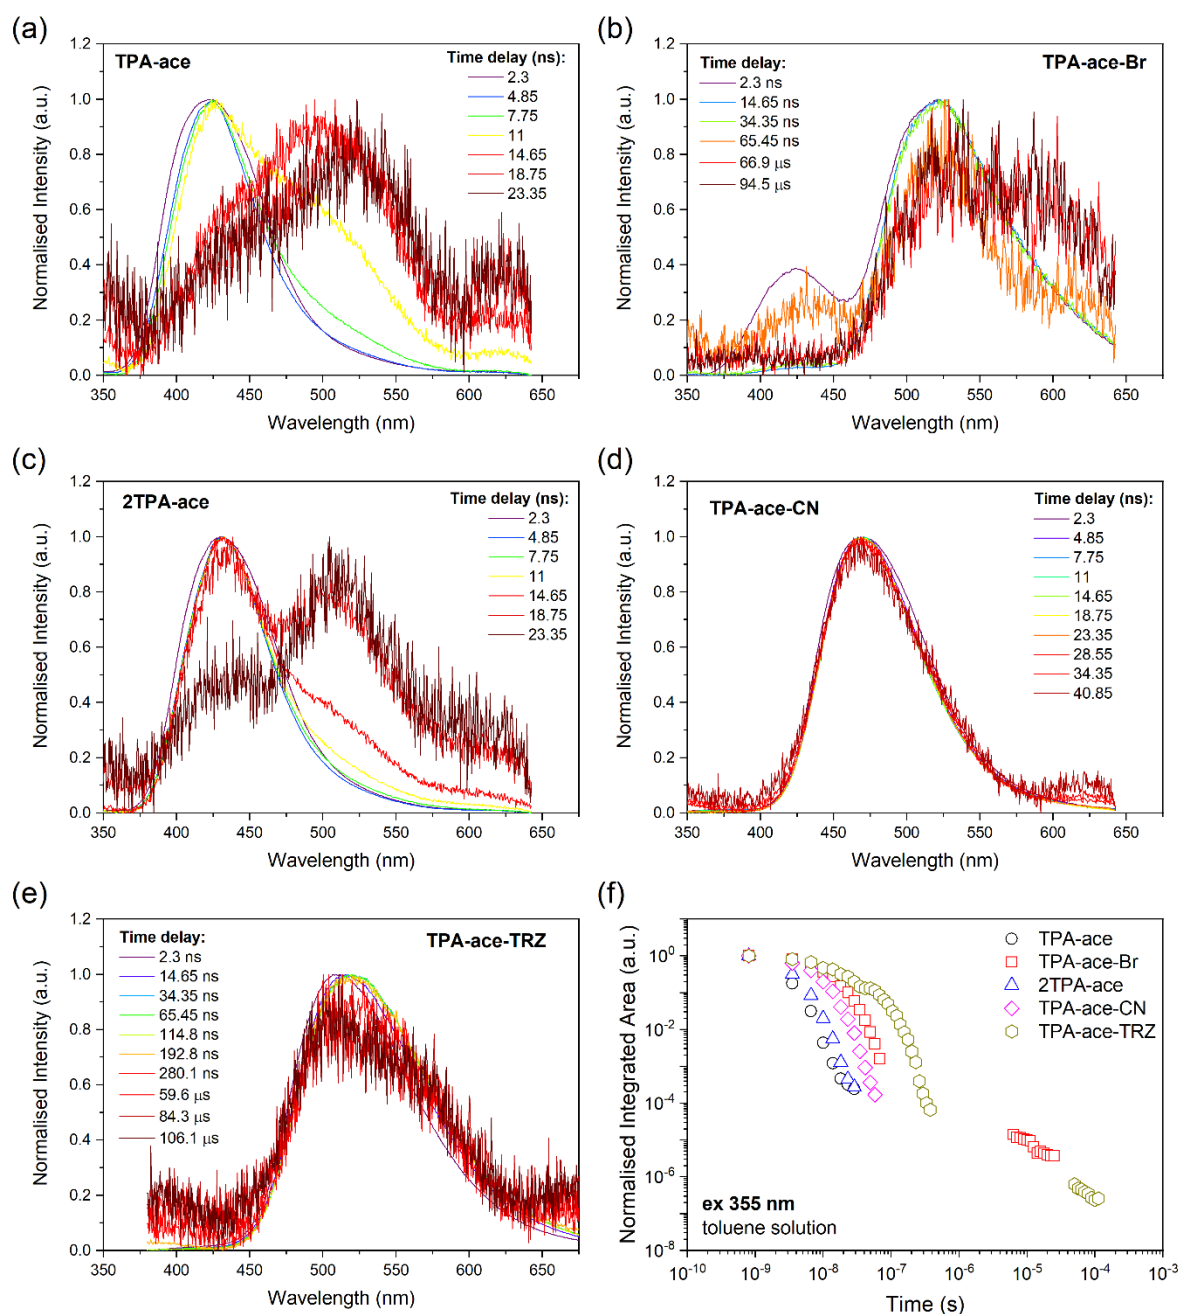 (a)
TPA-ace
Time delay (ns):
2.3
4.85
7.75
11
14.65
18.75
23.35
Normalised Intensity (a.u.)
1.2
1.0
0.8
0.6
0.4
0.2
0.0
350 400 450 500 550 600 650
Wavelength (nm)
(b)
TPA-ace-Br
Time delay:
2.3 ns
14.65 ns
34.35 ns
65.45 ns
66.9 μs
94.5 μs
Normalised Intensity (a.u.)
1.2
1.0
0.8
0.6
0.4
0.2
0.0
350 400 450 500 550 600 650
Wavelength (nm)
(c)
2TPA-ace
Time delay (ns):
2.3
4.85
7.75
11
14.65
18.75
23.35
Normalised Intensity (a.u.)
1.2
1.0
0.8
0.6
0.4
0.2
0.0
350 400 450 500 550 600 650
Wavelength (nm)
(d)
TPA-ace-CN
Time delay (ns):
2.3
4.85
7.75
11
14.65
18.75
23.35
28.55
34.35
40.85
Normalised Intensity (a.u.)
1.2
1.0
0.8
0.6
0.4
0.2
0.0
350 400 450 500 550 600 650
Wavelength (nm)
(e)
TPA-ace-TRZ
Time delay:
2.3 ns
14.65 ns
34.35 ns
65.45 ns
114.8 ns
192.8 ns
280.1 ns
59.6 μs
84.3 μs
106.1 μs
Normalised Intensity (a.u.)
1.2
1.0
0.8
0.6
0.4
0.2
0.0
350 400 450 500 550 600 650
Wavelength (nm)
(f)
TPA-ace
TPA-ace-Br
2TPA-ace
TPA-ace-CN
TPA-ace-TRZ
Normalised Integrated Area (a.u.)
10⁰
10⁻²
10⁻⁴
10⁻⁶
10⁻⁸
ex 355 nm
toluene solution
10⁻¹⁰ 10⁻⁹ 10⁻⁸ 10⁻⁷ 10⁻⁶ 10⁻⁵ 10⁻⁴ 10⁻³
Time (s)